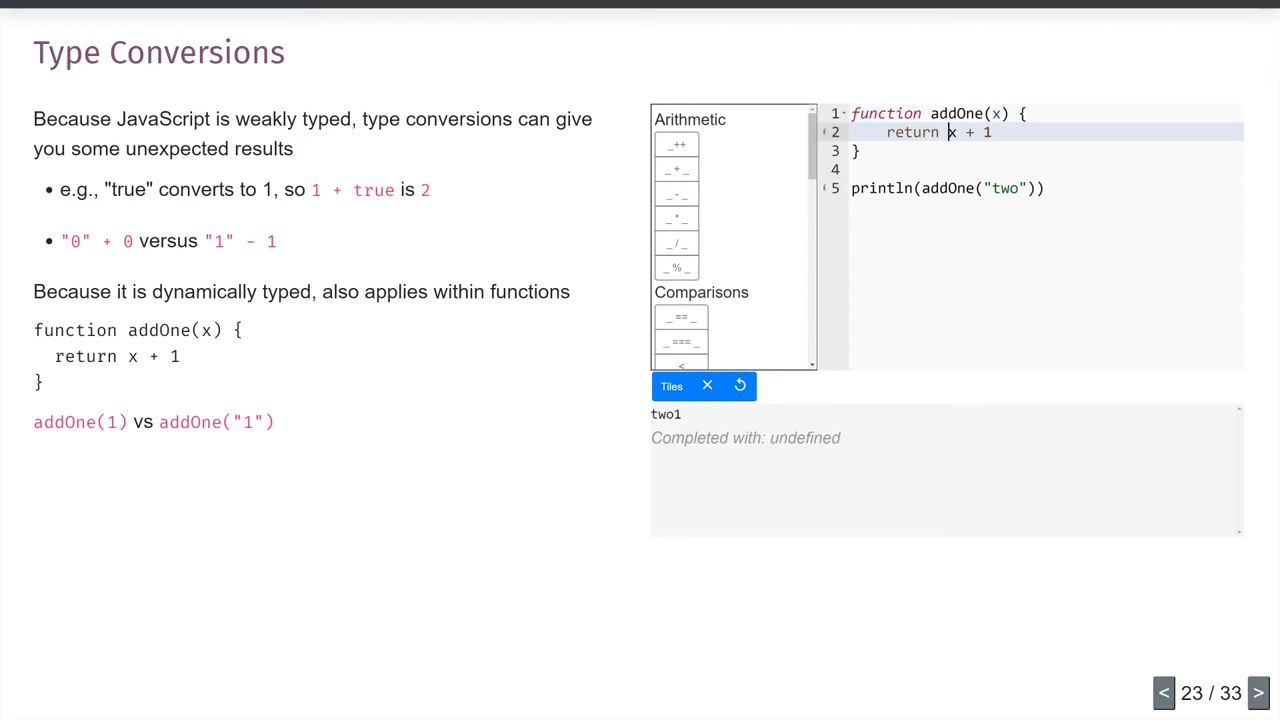 Type Conversions
Because JavaScript is weakly typed, type conversions can give
you some unexpected results
• e.g., "true" converts to 1, so 1 + true is 2
• "0" + 0 versus "1" - 1
Because it is dynamically typed, also applies within functions
function addOne(x) {
  return x + 1
}
addOne(1) vs addOne("1")
Arithmetic
_++
_ + _
_ - _
_ * _
_ / _
_ % _
Comparisons
_ == _
_ === _
<
1 function addOne(x) {
2     return x + 1
3 }
4
5 println(addOne("two"))
Tiles
two1
Completed with: undefined
< 23 / 33 >